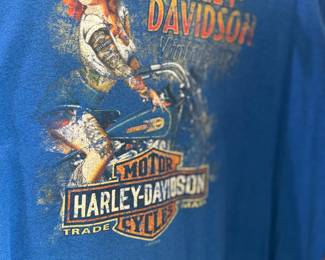 DAVIDSON
MOTOR
HARLEY-DAVIDSON
CYCLES
TRADE MARK